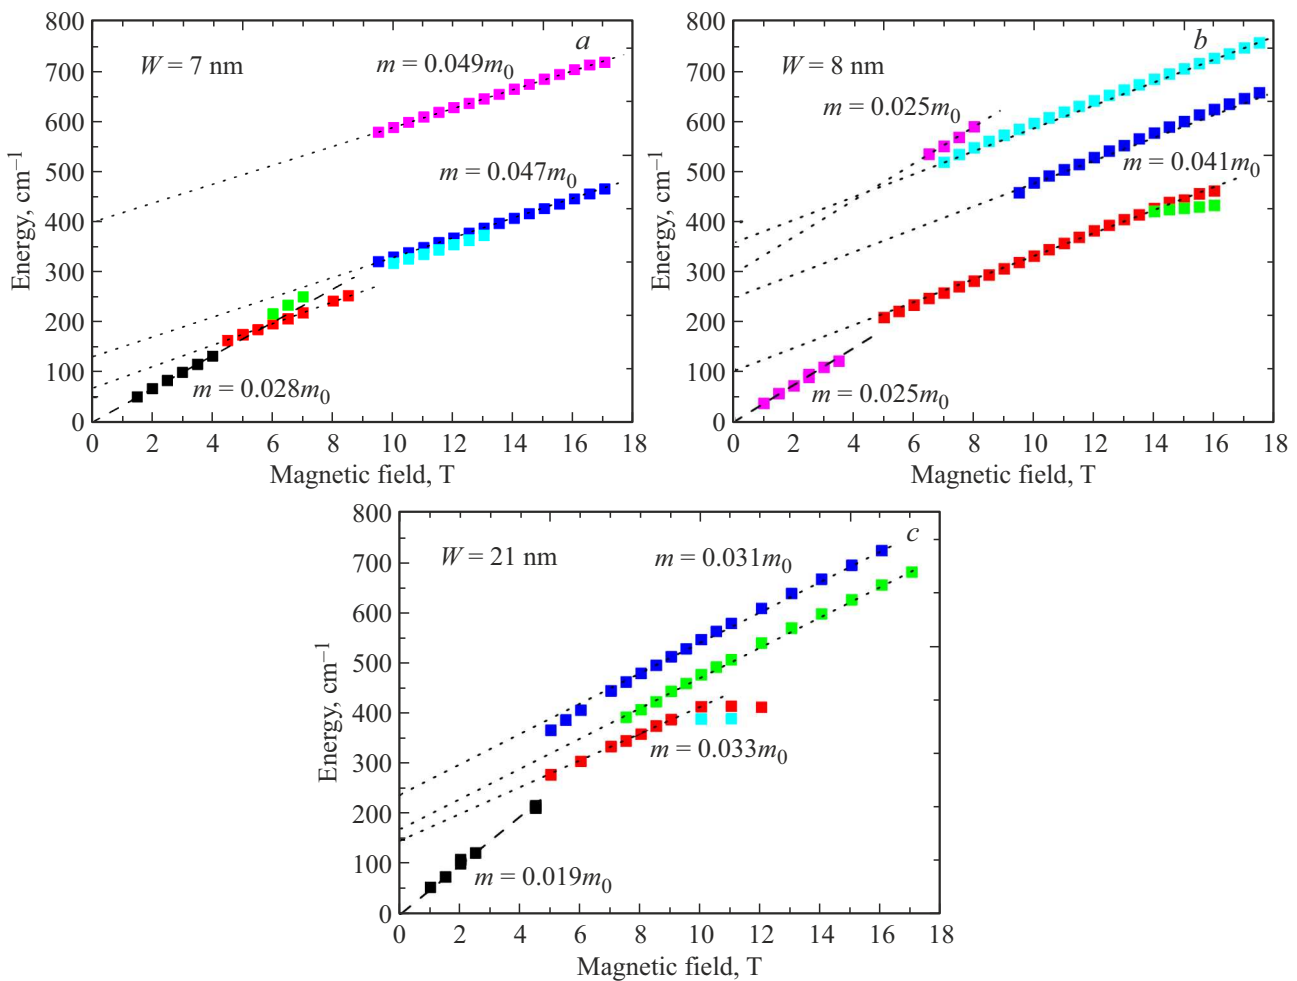 a
W = 7 nm
m = 0.049m₀
m = 0.047m₀
m = 0.028m₀
800
700
600
500
400
300
200
100
0
Energy, cm⁻¹
0 2 4 6 8 10 12 14 16 18
Magnetic field, T
b
W = 8 nm
m = 0.025m₀
m = 0.041m₀
m = 0.025m₀
800
700
600
500
400
300
200
100
0
Energy, cm⁻¹
0 2 4 6 8 10 12 14 16 18
Magnetic field, T
c
W = 21 nm
m = 0.031m₀
m = 0.033m₀
m = 0.019m₀
800
700
600
500
400
300
200
100
0
Energy, cm⁻¹
0 2 4 6 8 10 12 14 16 18
Magnetic field, T